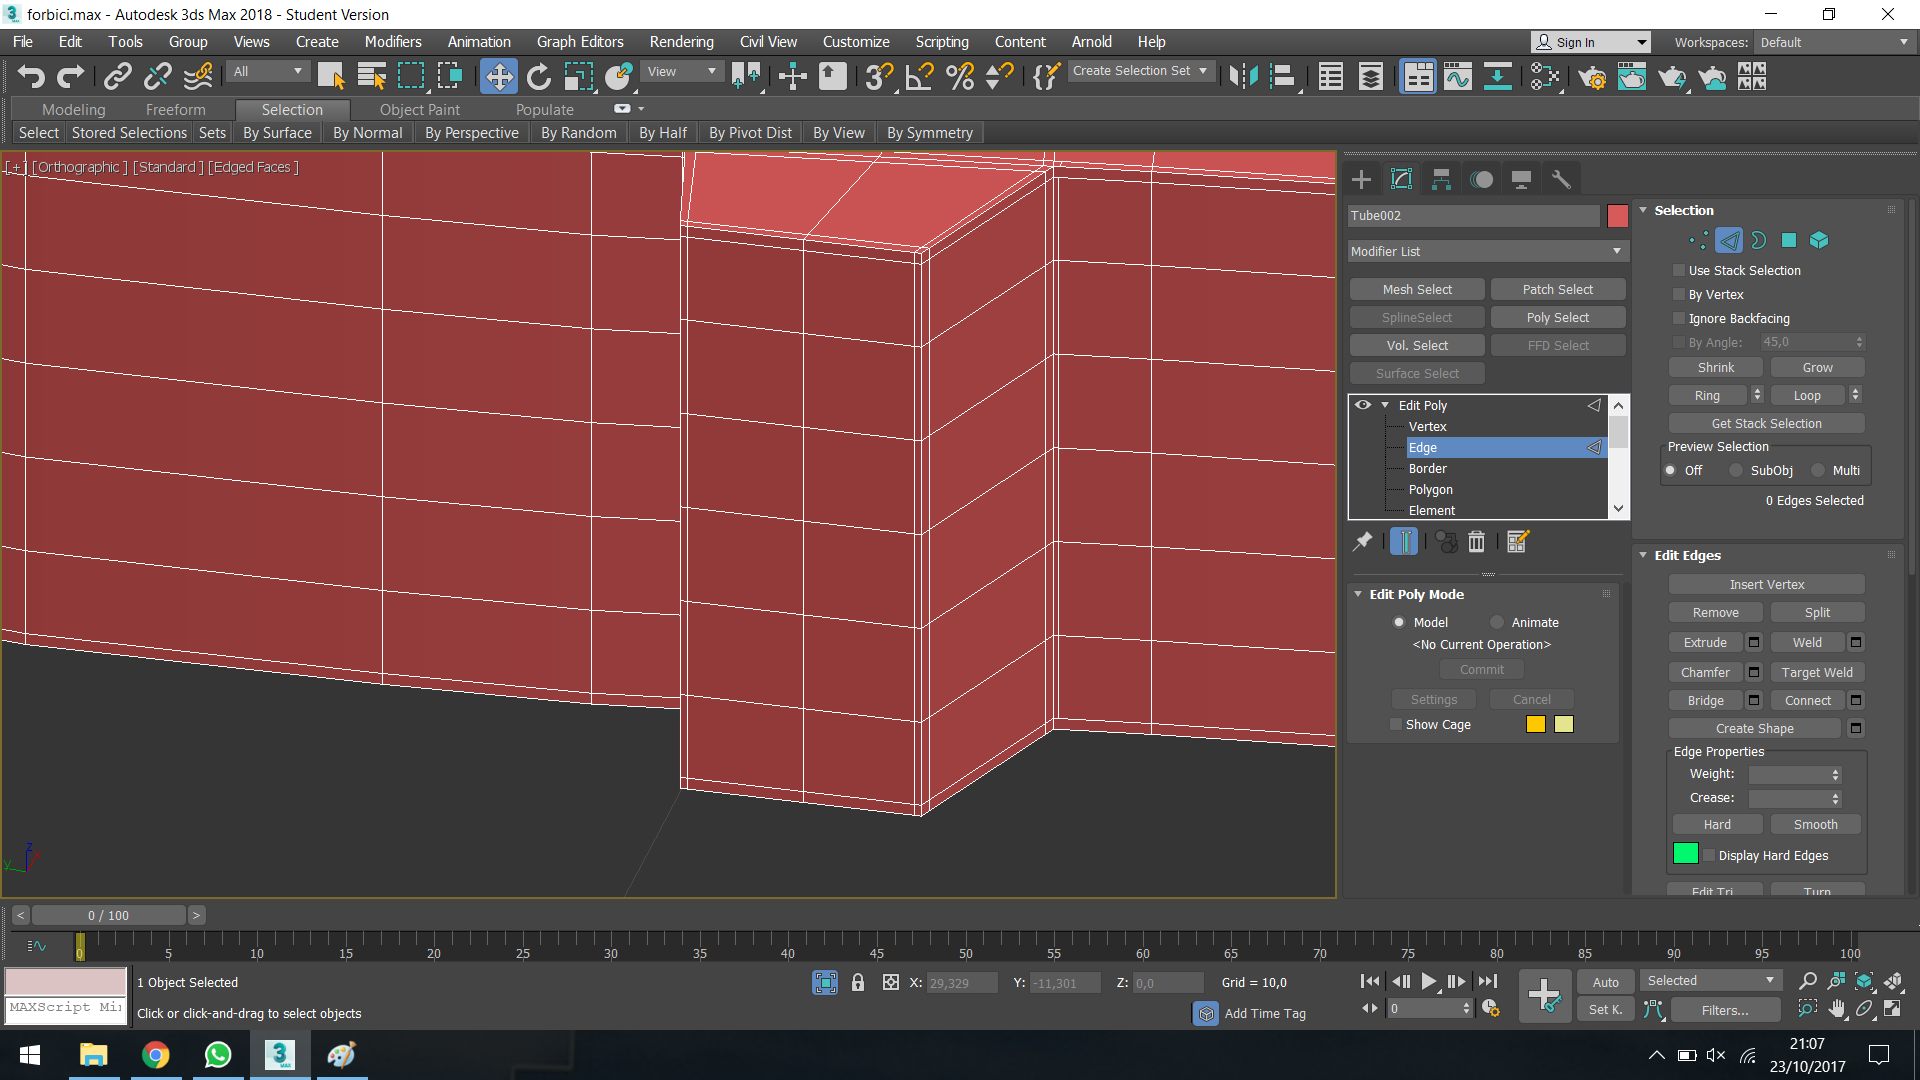 forbici.max - Autodesk 3ds Max 2018 - Student Version
File Edit Tools Group Views Create Modifiers Animation Graph Editors Rendering Civil View Customize Scripting Content Arnold Help
Sign In
Workspaces: Default
All
View
Create Selection Set
Modeling Freeform Selection Object Paint Populate
Select Stored Selections Sets By Surface By Normal By Perspective By Random By Half By Pivot Dist By View By Symmetry
[+] [Orthographic] [Standard] [Edged Faces]
Tube002
Modifier List
Mesh Select Patch Select
SplineSelect Poly Select
Vol. Select FFD Select
Surface Select
Edit Poly
Vertex
Edge
Border
Polygon
Element
Edit Poly Mode
Model Animate
<No Current Operation>
Commit
Settings Cancel
Show Cage
Selection
Use Stack Selection
By Vertex
Ignore Backfacing
By Angle: 45,0
Shrink Grow
Ring Loop
Get Stack Selection
Preview Selection
Off SubObj Multi
0 Edges Selected
Edit Edges
Insert Vertex
Remove Split
Extrude Weld
Chamfer Target Weld
Bridge Connect
Create Shape
Edge Properties
Weight:
Crease:
Hard Smooth
Display Hard Edges
Edit Tri. Turn
z
y
< 0 / 100 >
0 5 10 15 20 25 30 35 40 45 50 55 60 65 70 75 80 85 90 95 100
1 Object Selected
X: 29,329 Y: -11,301 Z: 0,0 Grid = 10,0
Auto Selected
MAXScript Mi
Click or click-and-drag to select objects
Add Time Tag
0
Set K. Filters...
3
MAX
21:07
23/10/2017